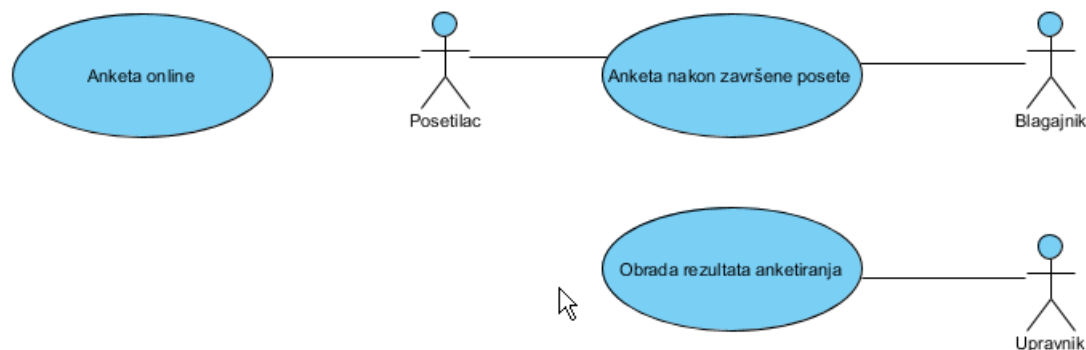 Anketa online
Posetilac
Anketa nakon završene posete
Blagajnik
Obrada rezultata anketiranja
Upravnik